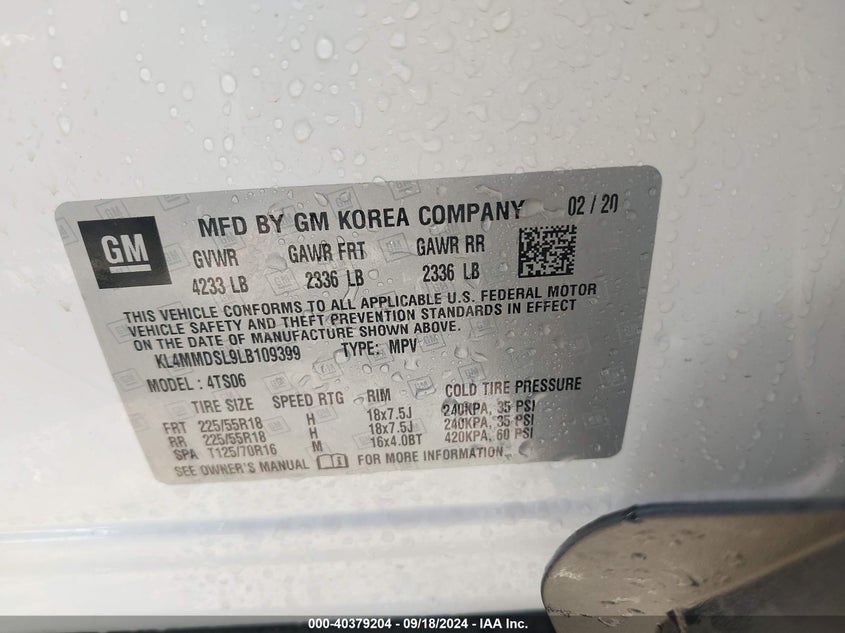 GM
MFD BY GM KOREA COMPANY 02 / 20
GVWR GAWR FRT GAWR RR
4233 LB 2336 LB 2336 LB
THIS VEHICLE CONFORMS TO ALL APPLICABLE U.S. FEDERAL MOTOR
VEHICLE SAFETY AND THEFT PREVENTION STANDARDS IN EFFECT
ON THE DATE OF MANUFACTURE SHOWN ABOVE.
KL4MMDSL9LB109399 TYPE: MPV
MODEL : 4TS06
TIRE SIZE SPEED RTG RIM COLD TIRE PRESSURE
FRT 225/55R18 H 18x7.5J 240KPA, 35 PSI
RR 225/55R18 H 18x7.5J 240KPA, 35 PSI
SPA T125/70R16 M 16x4.0BT 420KPA, 60 PSI
SEE OWNER'S MANUAL FOR MORE INFORMATION.
000-40379204 - 09/18/2024 - IAA Inc.